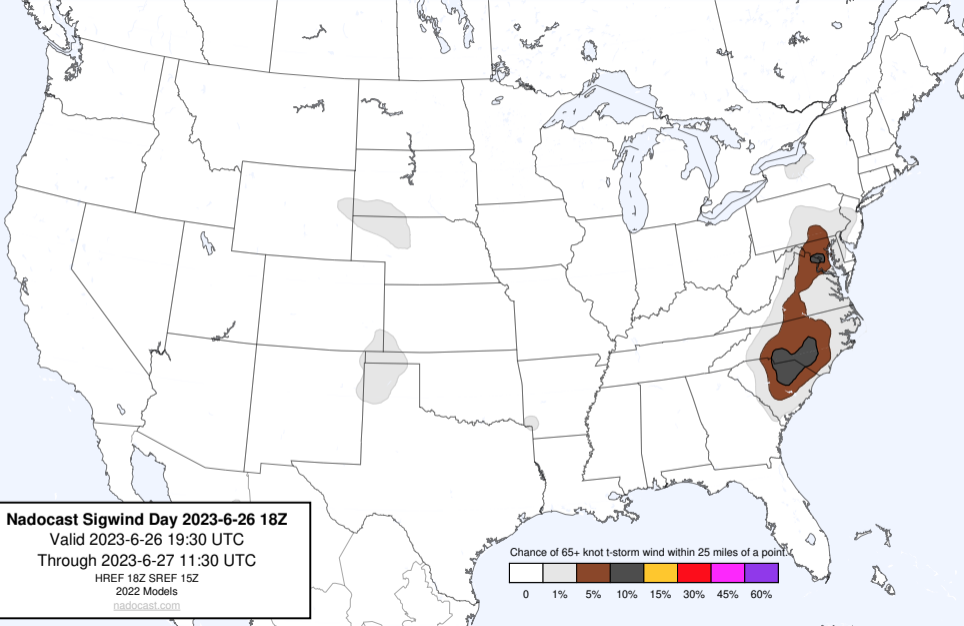 Nadocast Sigwind Day 2023-6-26 18Z
Valid 2023-6-26 19:30 UTC
Through 2023-6-27 11:30 UTC
HREF 18Z SREF 15Z
2022 Models
nadocast.com
Chance of 65+ knot t-storm wind within 25 miles of a point.
0 1% 5% 10% 15% 30% 45% 60%